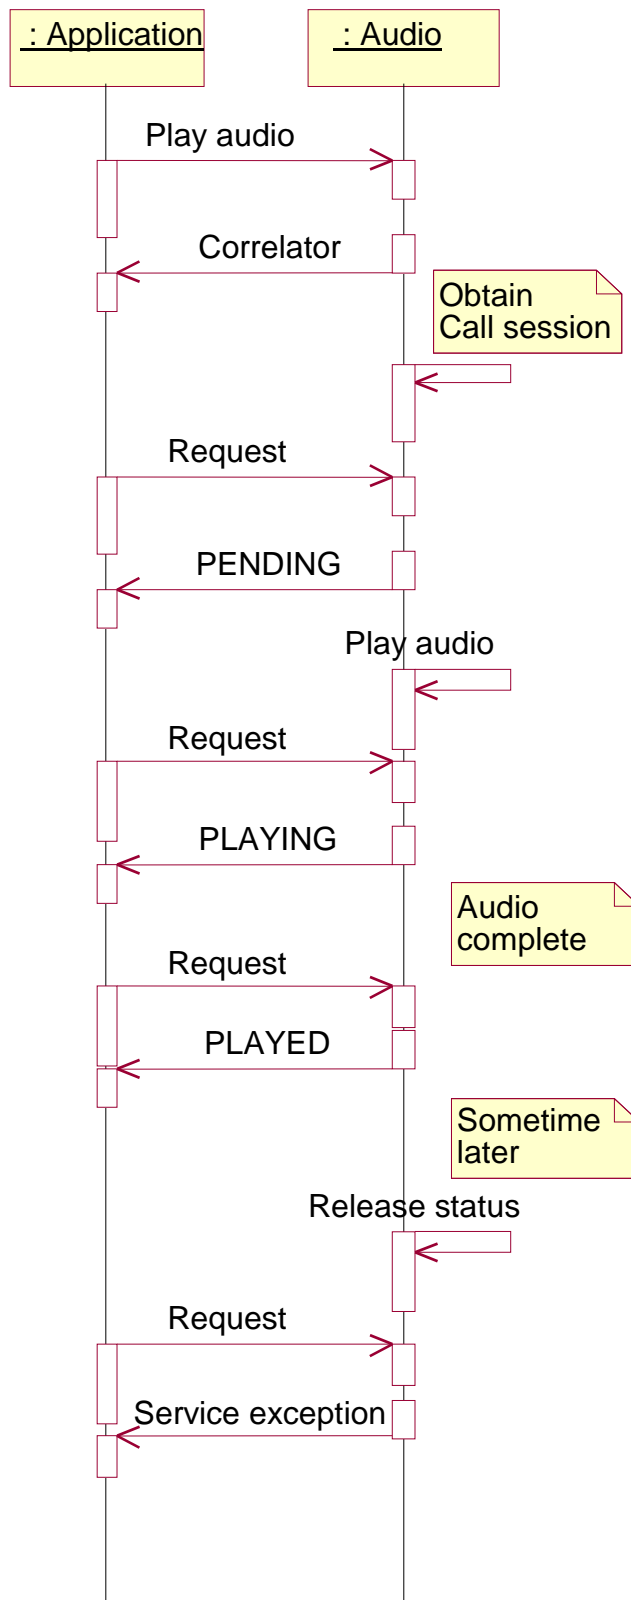 : Application
: Audio
Play audio
Correlator
Obtain
Call session
Request
PENDING
Play audio
Request
PLAYING
Audio
complete
Request
PLAYED
Sometime
later
Release status
Request
Service exception